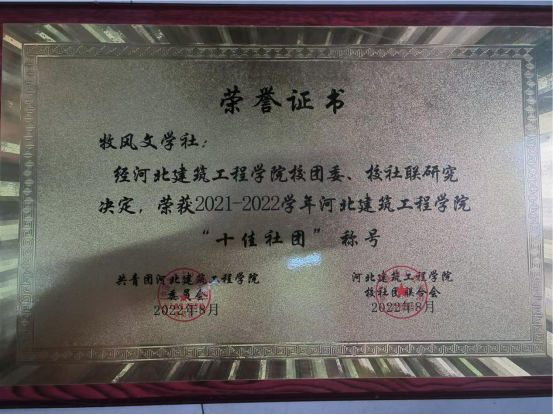 荣誉证书
牧风文学社：
经河北建筑工程学院校团委、校社联研究
决定，荣获2021-2022学年河北建筑工程学院
“十佳社团”称号
共青团河北建筑工程学院
委员会
2022年8月
河北建筑工程学院
校社团联合会
2022年8月